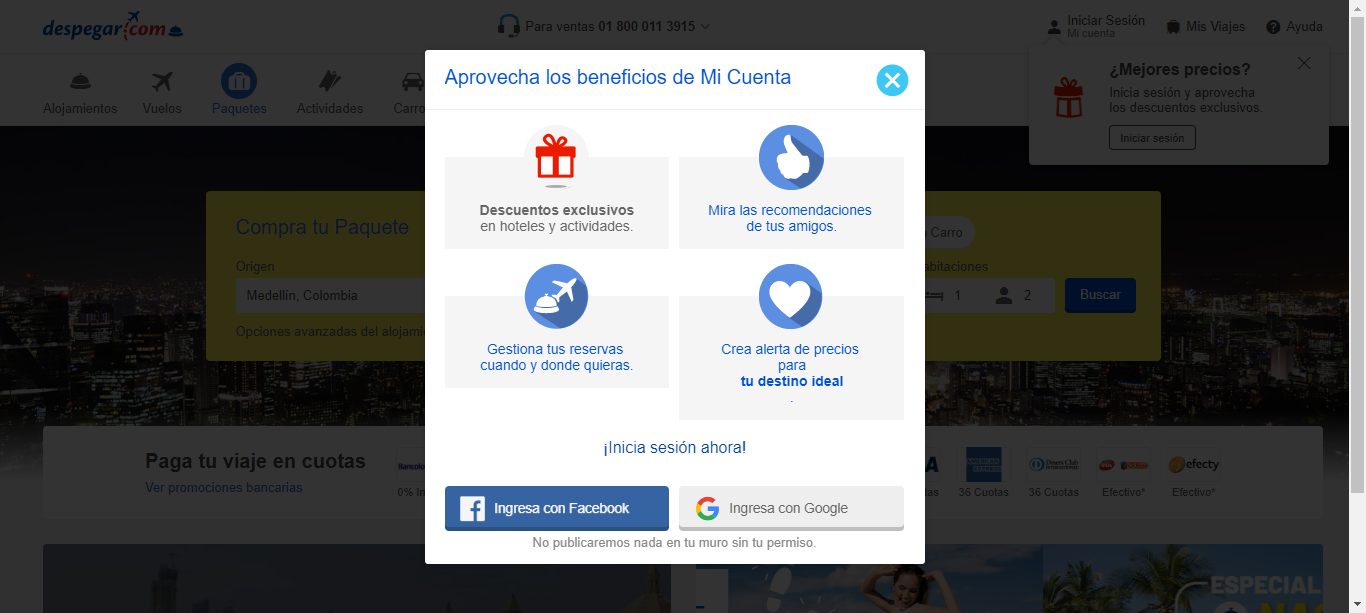 despegar.com
Para ventas 01 800 011 3915
Iniciar Sesión
Mi cuenta
Mis Viajes
Ayuda
Alojamientos
Vuelos
Paquetes
Actividades
Carro
¿Mejores precios?
Inicia sesión y aprovecha
los descuentos exclusivos.
Iniciar sesión
Aprovecha los beneficios de Mi Cuenta
Descuentos exclusivos
en hoteles y actividades.
Mira las recomendaciones
de tus amigos.
Gestiona tus reservas
cuando y donde quieras.
Crea alerta de precios
para
tu destino ideal
.
¡Inicia sesión ahora!
Ingresa con Facebook
Ingresa con Google
No publicaremos nada en tu muro sin tu permiso.
Compra tu Paquete
Carro
Origen
abitaciones
Medellín, Colombia
1
2
Buscar
Opciones avanzadas del alojami
Paga tu viaje en cuotas
Ver promociones bancarias
Bancolo
0% In
A
tas
AMERICAN EXPRESS
36 Cuotas
Diners Club
INTERNATIONAL
36 Cuotas
Efectivo*
efecty
Efectivo*
ESPECIAL